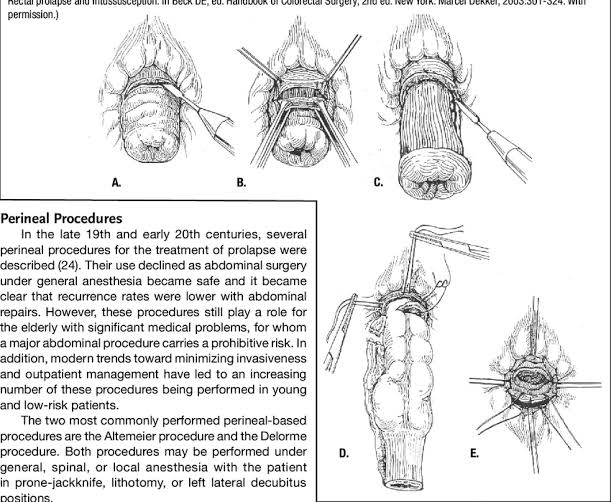 Rectal prolapse and intussusception. In Beck DE, ed. Handbook of Colorectal Surgery, 2nd ed. New York: Marcel Dekker, 2003:301-324. With
permission.)
A.
B.
C.
Perineal Procedures
In the late 19th and early 20th centuries, several
perineal procedures for the treatment of prolapse were
described (24). Their use declined as abdominal surgery
under general anesthesia became safe and it became
clear that recurrence rates were lower with abdominal
repairs. However, these procedures still play a role for
the elderly with significant medical problems, for whom
a major abdominal procedure carries a prohibitive risk. In
addition, modern trends toward minimizing invasiveness
and outpatient management have led to an increasing
number of these procedures being performed in young
and low-risk patients.
The two most commonly performed perineal-based
procedures are the Altemeier procedure and the Delorme
procedure. Both procedures may be performed under
general, spinal, or local anesthesia with the patient
in prone-jackknife, lithotomy, or left lateral decubitus
positions.
D.
E.